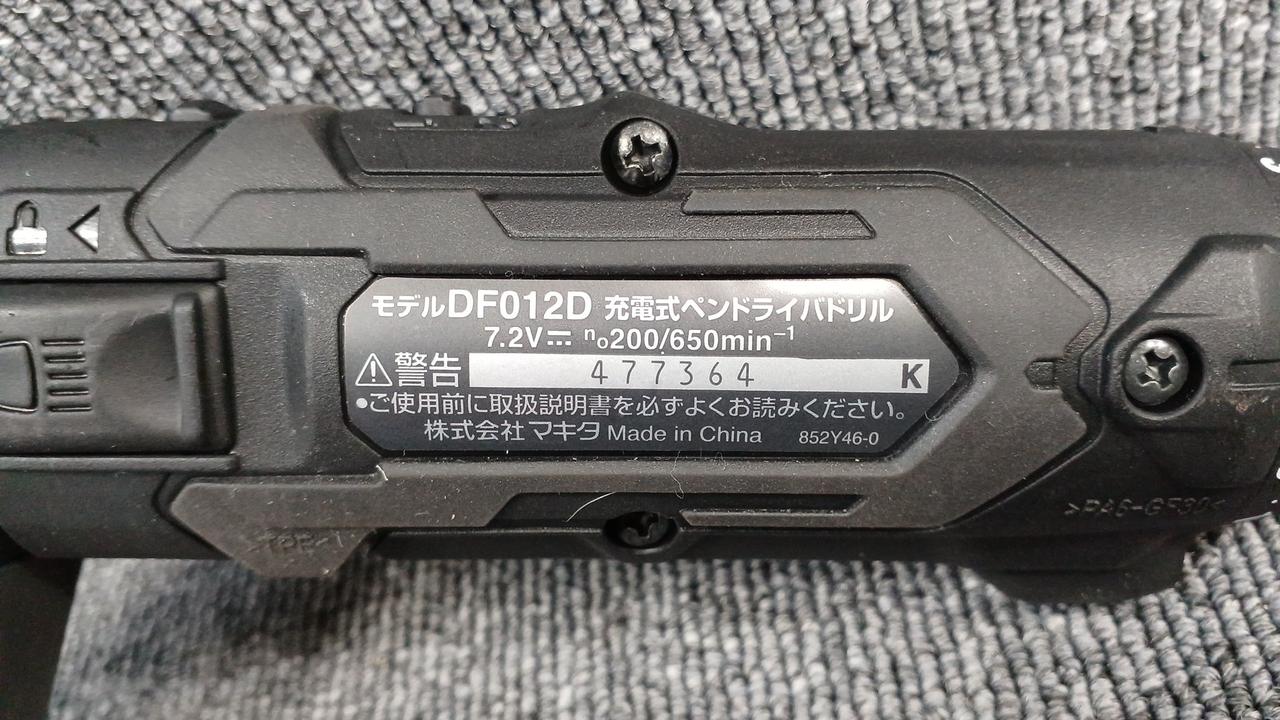 モデルDF012D 充電式ペンドライバドリル
7.2V⎓ n₀200/650min⁻¹
⚠警告 477364 K
●ご使用前に取扱説明書を必ずよくお読みください。
株式会社マキタ Made in China 852Y46-0
>PA6-GF30<